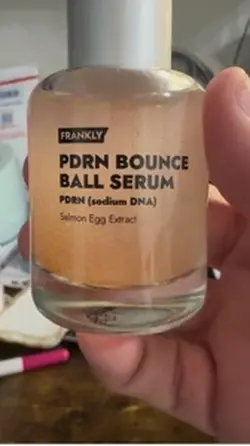 FRANKLY
PDRN BOUNCE
BALL SERUM
PDRN (sodium DNA)
Salmon Egg Extract